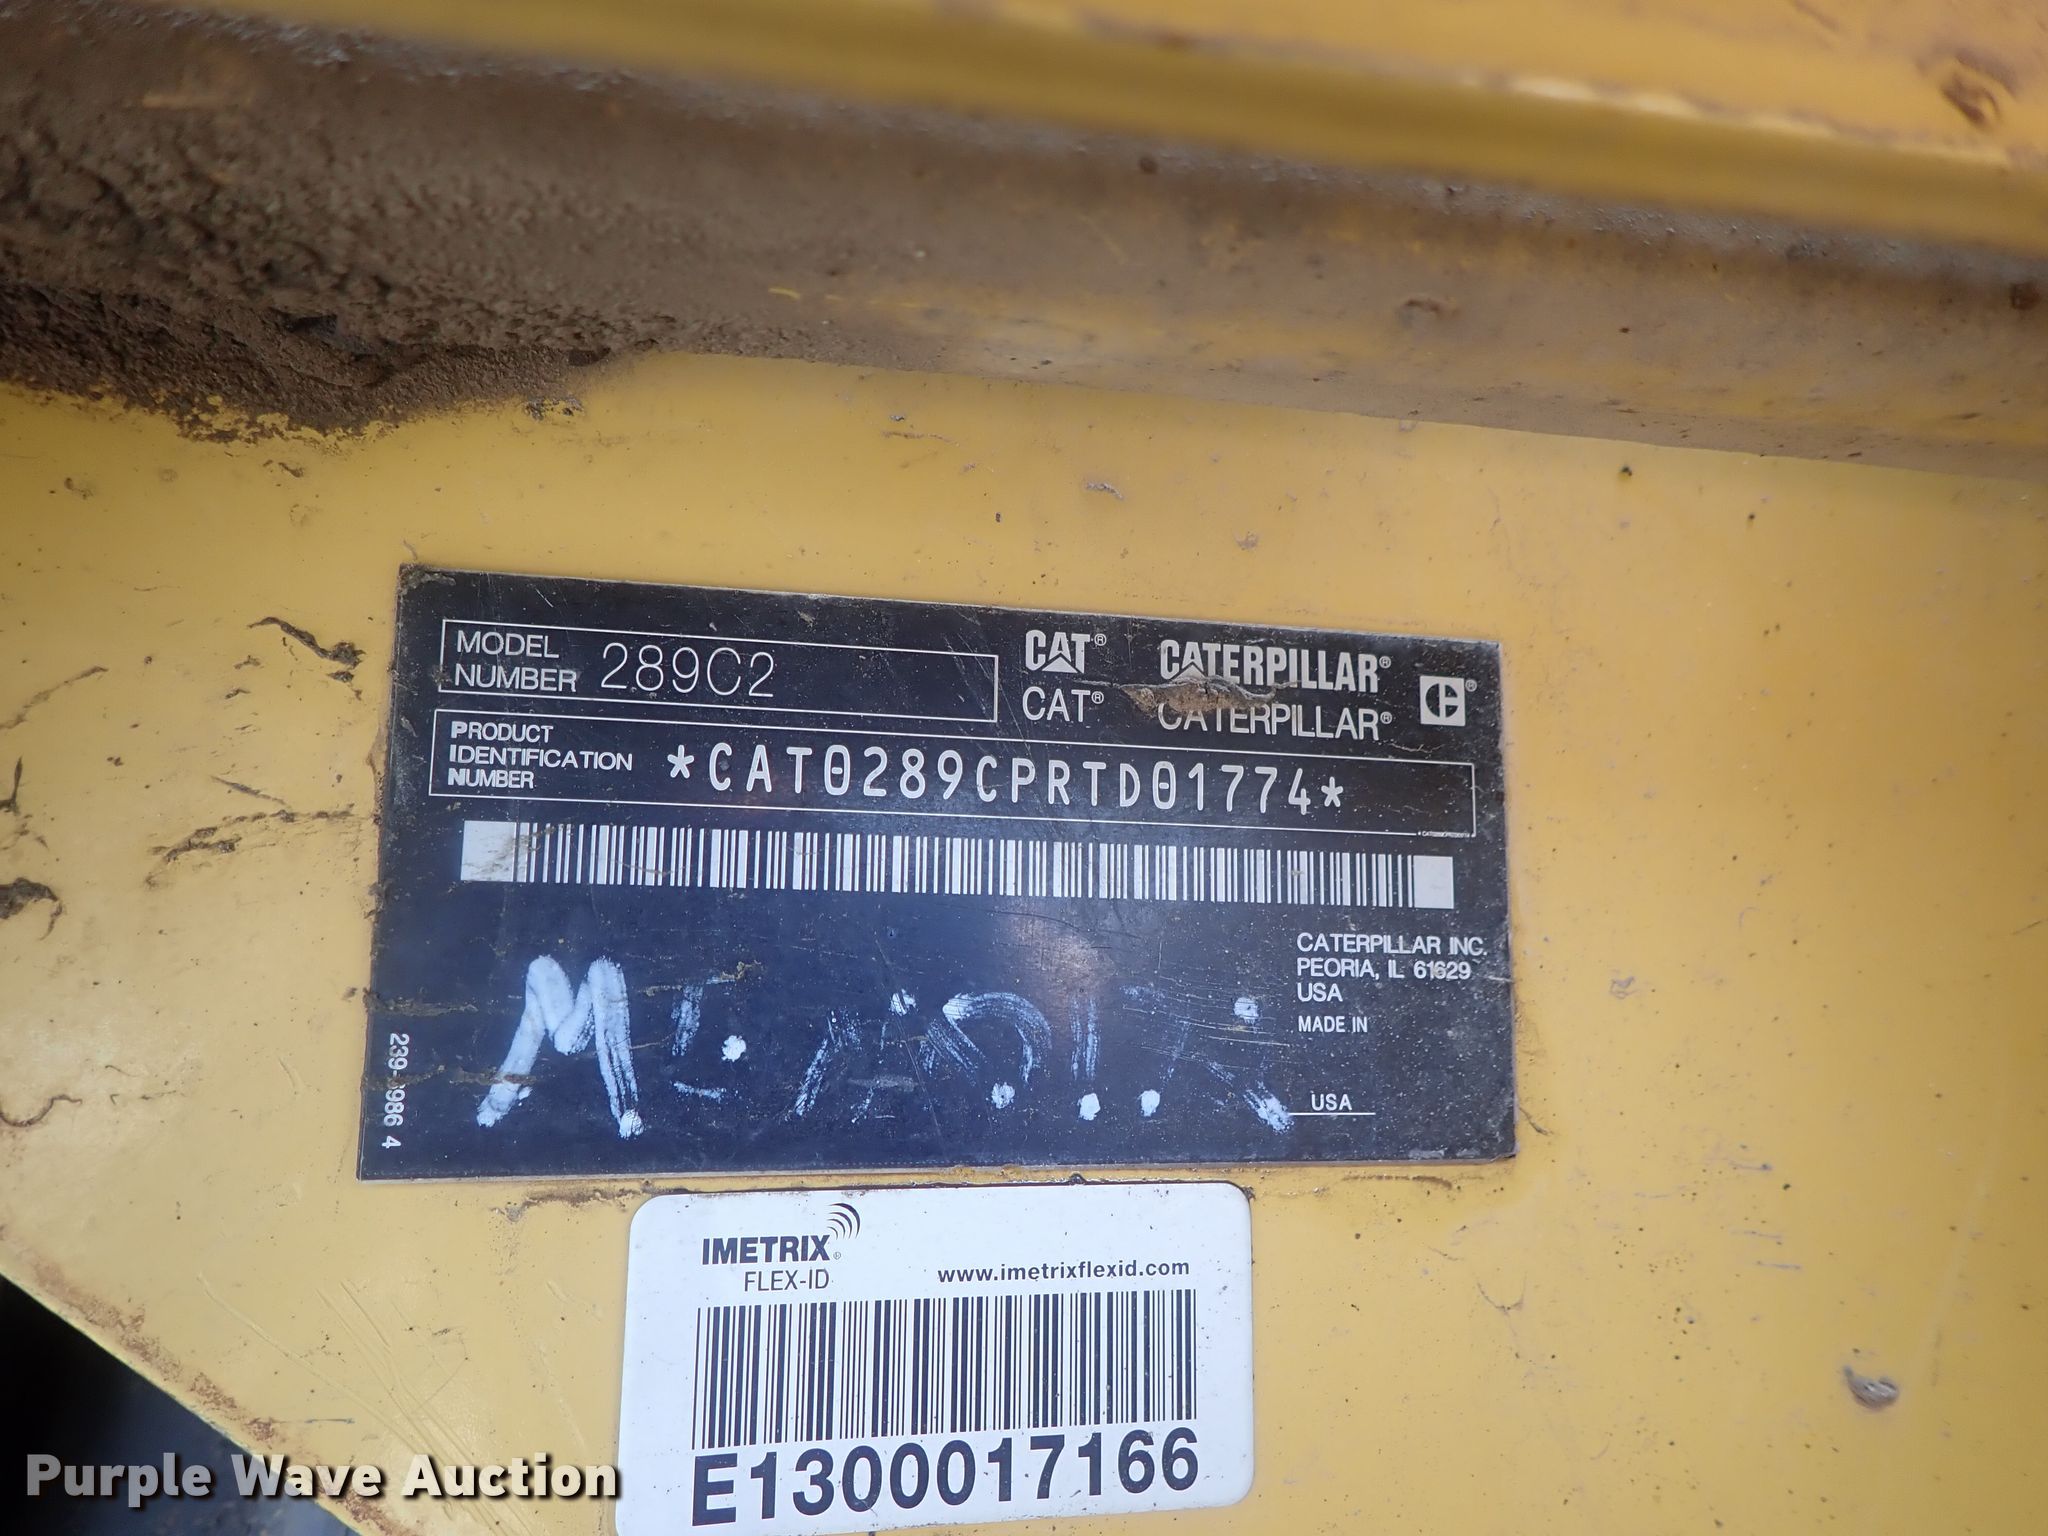 MODEL NUMBER 289C2
CAT® CATERPILLAR®
CAT® CATERPILLAR®
PRODUCT IDENTIFICATION NUMBER *CAT0289CPRTD01774*
CATERPILLAR INC.
PEORIA, IL 61629
USA
MADE IN
USA
IMETRIX®
FLEX-ID
www.imetrixflexid.com
E1300017166
Purple Wave Auction